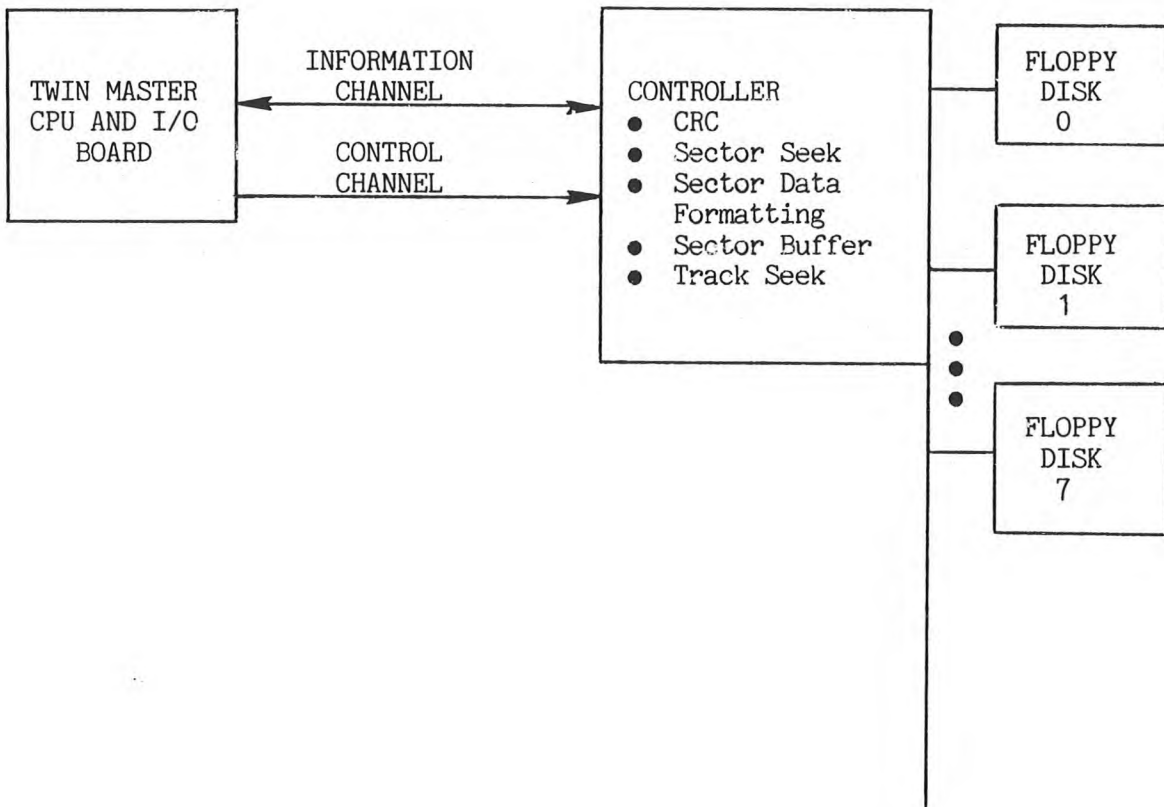 TWIN MASTER
CPU AND I/O
BOARD
INFORMATION
CHANNEL
CONTROL
CHANNEL
CONTROLLER
● CRC
● Sector Seek
● Sector Data
Formatting
● Sector Buffer
● Track Seek
FLOPPY
DISK
0
FLOPPY
DISK
1
FLOPPY
DISK
7